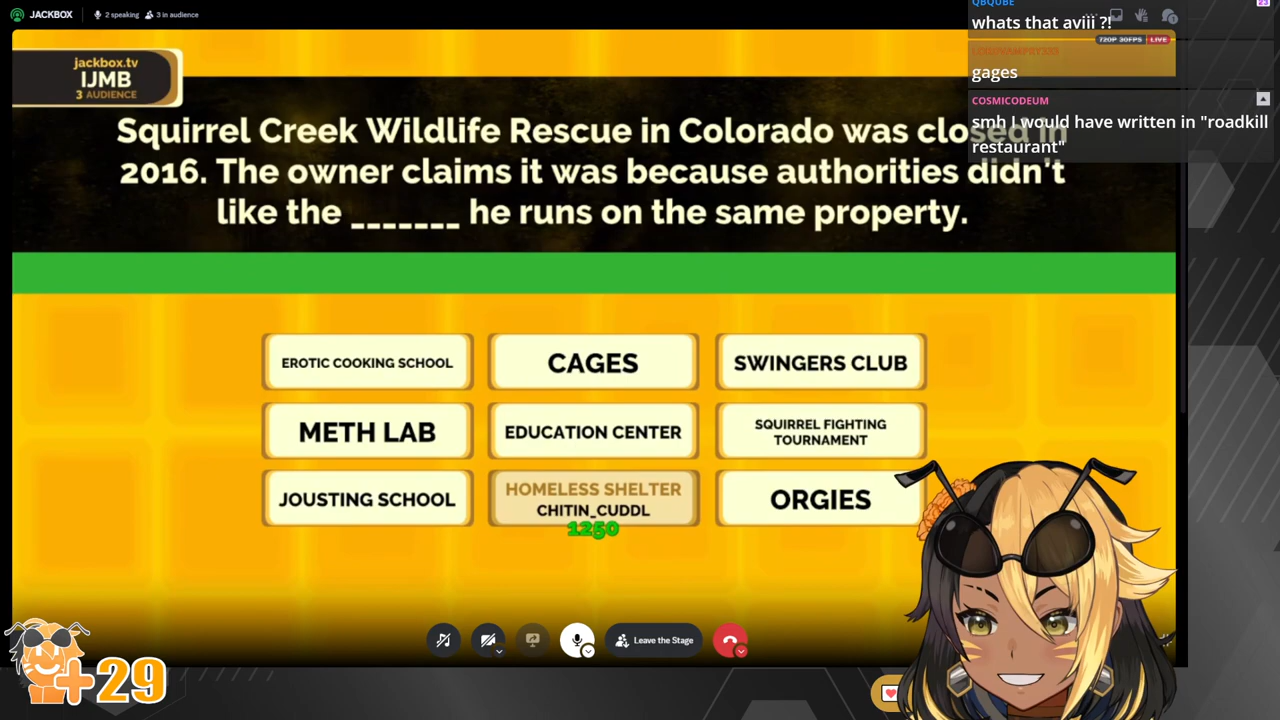 JACKBOX
2 speaking
3 in audience
QBQUBE
23
whats that aviii ?!
1
720P 30FPS LIVE
gages
COSMICODEUM
smh I would have written in "roadkill
restaurant"
jackbox.tv
IJMB
3 AUDIENCE
Squirrel Creek Wildlife Rescue in Colorado was closed in
2016. The owner claims it was because authorities didn't
like the _______ he runs on the same property.
EROTIC COOKING SCHOOL
CAGES
SWINGERS CLUB
METH LAB
EDUCATION CENTER
SQUIRREL FIGHTING
TOURNAMENT
JOUSTING SCHOOL
HOMELESS SHELTER
CHITIN_CUDDL
1250
ORGIES
Leave the Stage
+29